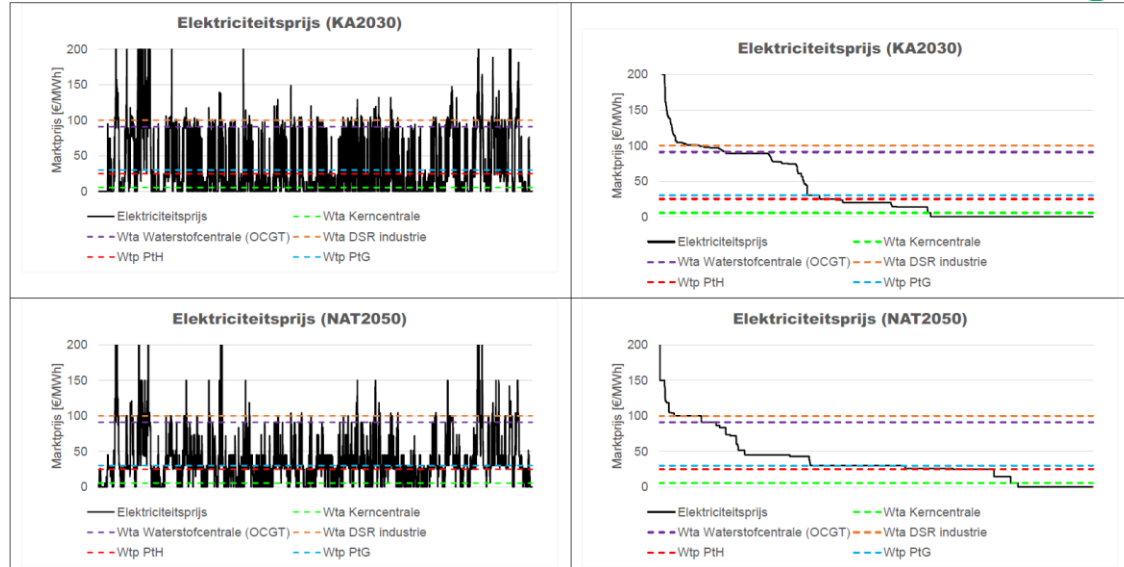 Elektriciteitsprijs (KA2030)
Marktprijs [€/MWh]
200
150
100
50
0
Elektriciteitsprijs
Wta Kerncentrale
Wta Waterstofcentrale (OCGT)
Wta DSR industrie
Wtp PtH
Wtp PtG
Elektriciteitsprijs (KA2030)
Marktprijs [€/MWh]
200
150
100
50
0
Elektriciteitsprijs
Wta Kerncentrale
Wta Waterstofcentrale (OCGT)
Wta DSR industrie
Wtp PtH
Wtp PtG
Elektriciteitsprijs (NAT2050)
Marktprijs [€/MWh]
200
150
100
50
0
Elektriciteitsprijs
Wta Kerncentrale
Wta Waterstofcentrale (OCGT)
Wta DSR industrie
Wtp PtH
Wtp PtG
Elektriciteitsprijs (NAT2050)
Marktprijs [€/MWh]
200
150
100
50
0
Elektriciteitsprijs
Wta Kerncentrale
Wta Waterstofcentrale (OCGT)
Wta DSR industrie
Wtp PtH
Wtp PtG